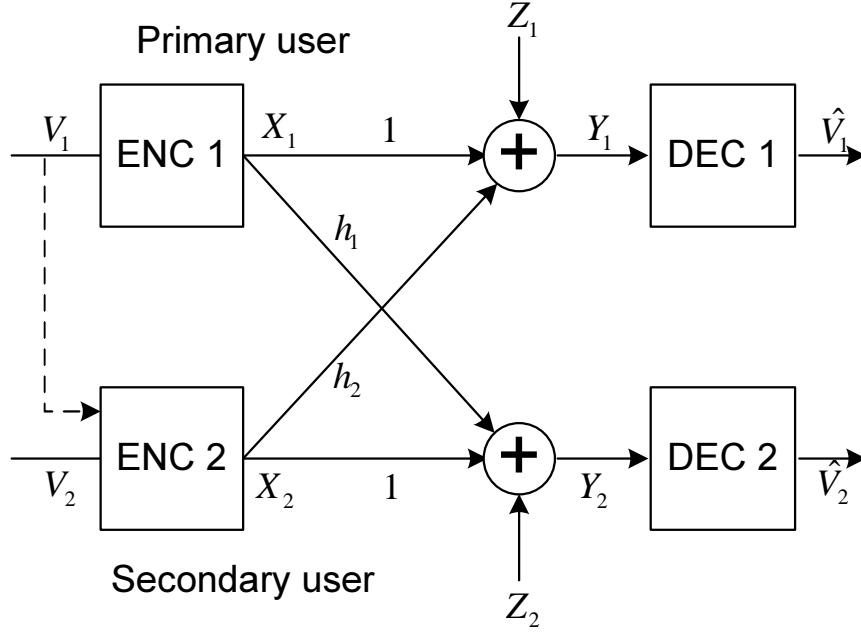 Primary user
Z₁
V₁ ENC 1 X₁ 1 + Y₁ DEC 1 V̂₁
h₁
h₂
V₂ ENC 2 X₂ 1 + Y₂ DEC 2 V̂₂
Secondary user
Z₂